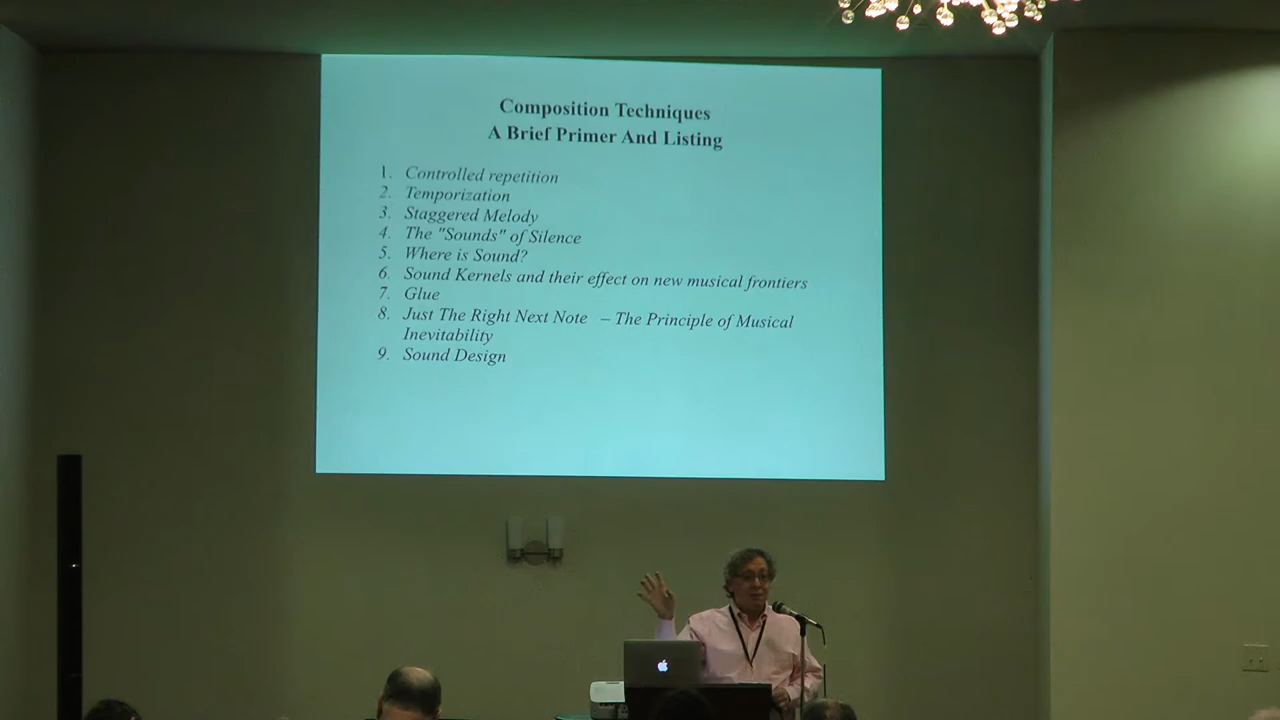 Composition Techniques
A Brief Primer And Listing
1. Controlled repetition
2. Temporization
3. Staggered Melody
4. The "Sounds" of Silence
5. Where is Sound?
6. Sound Kernels and their effect on new musical frontiers
7. Glue
8. Just The Right Next Note – The Principle of Musical
Inevitability
9. Sound Design